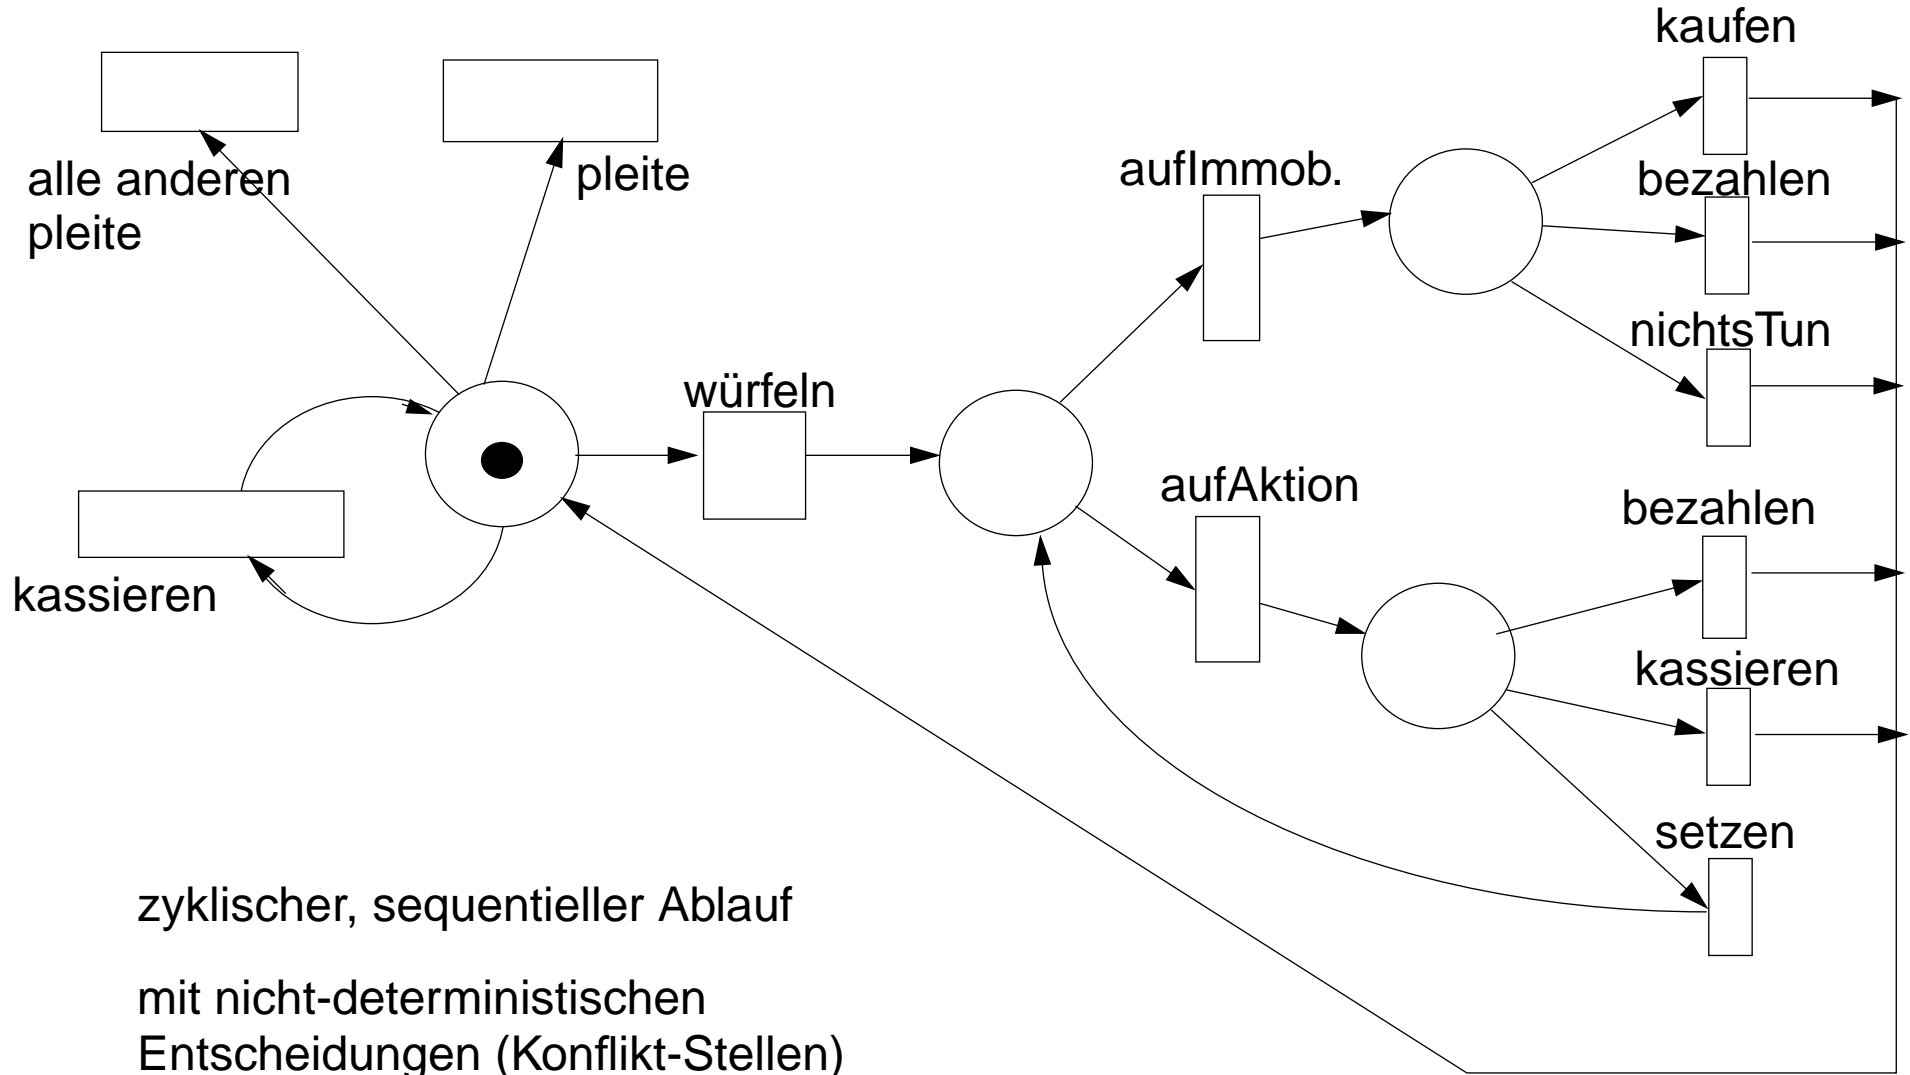 kaufen
alle anderen
pleite
pleite
aufImmob.
bezahlen
nichtsTun
würfeln
aufAktion
bezahlen
kassieren
kassieren
setzen
zyklischer, sequentieller Ablauf
mit nicht-deterministischen
Entscheidungen (Konflikt-Stellen)